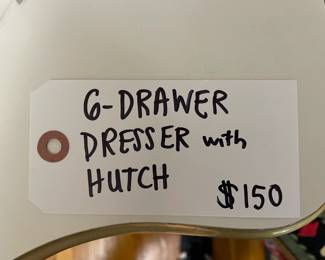 6-DRAWER
DRESSER with
HUTCH
$150